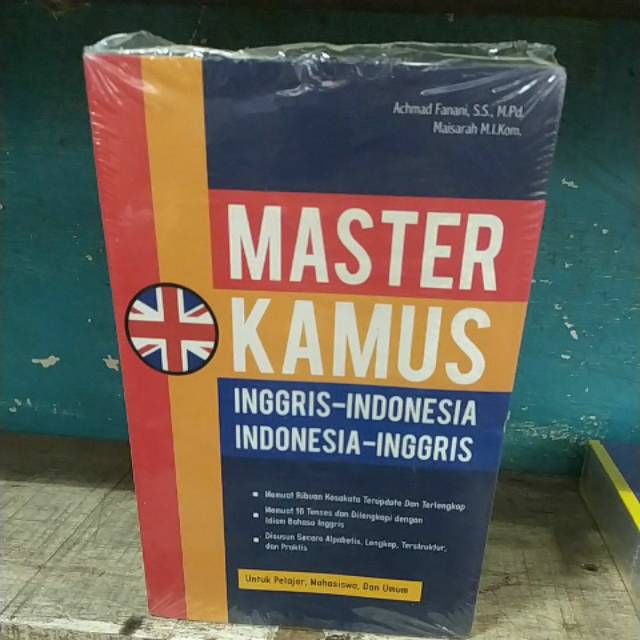 Achmad Fanani, S.S., M.Pd.
Maisarah M.I.Kom.
MASTER
KAMUS
INGGRIS-INDONESIA
INDONESIA-INGGRIS
Memuat Ribuan Kosakata Terupdate Dan Terlengkap
Memuat 16 Tenses dan Dilengkapi dengan
Idiom Bahasa Inggris
Disusun Secara Alpabetis, Lengkap, Terstruktur,
dan Praktis
Untuk Pelajar, Mahasiswa, Dan Umum